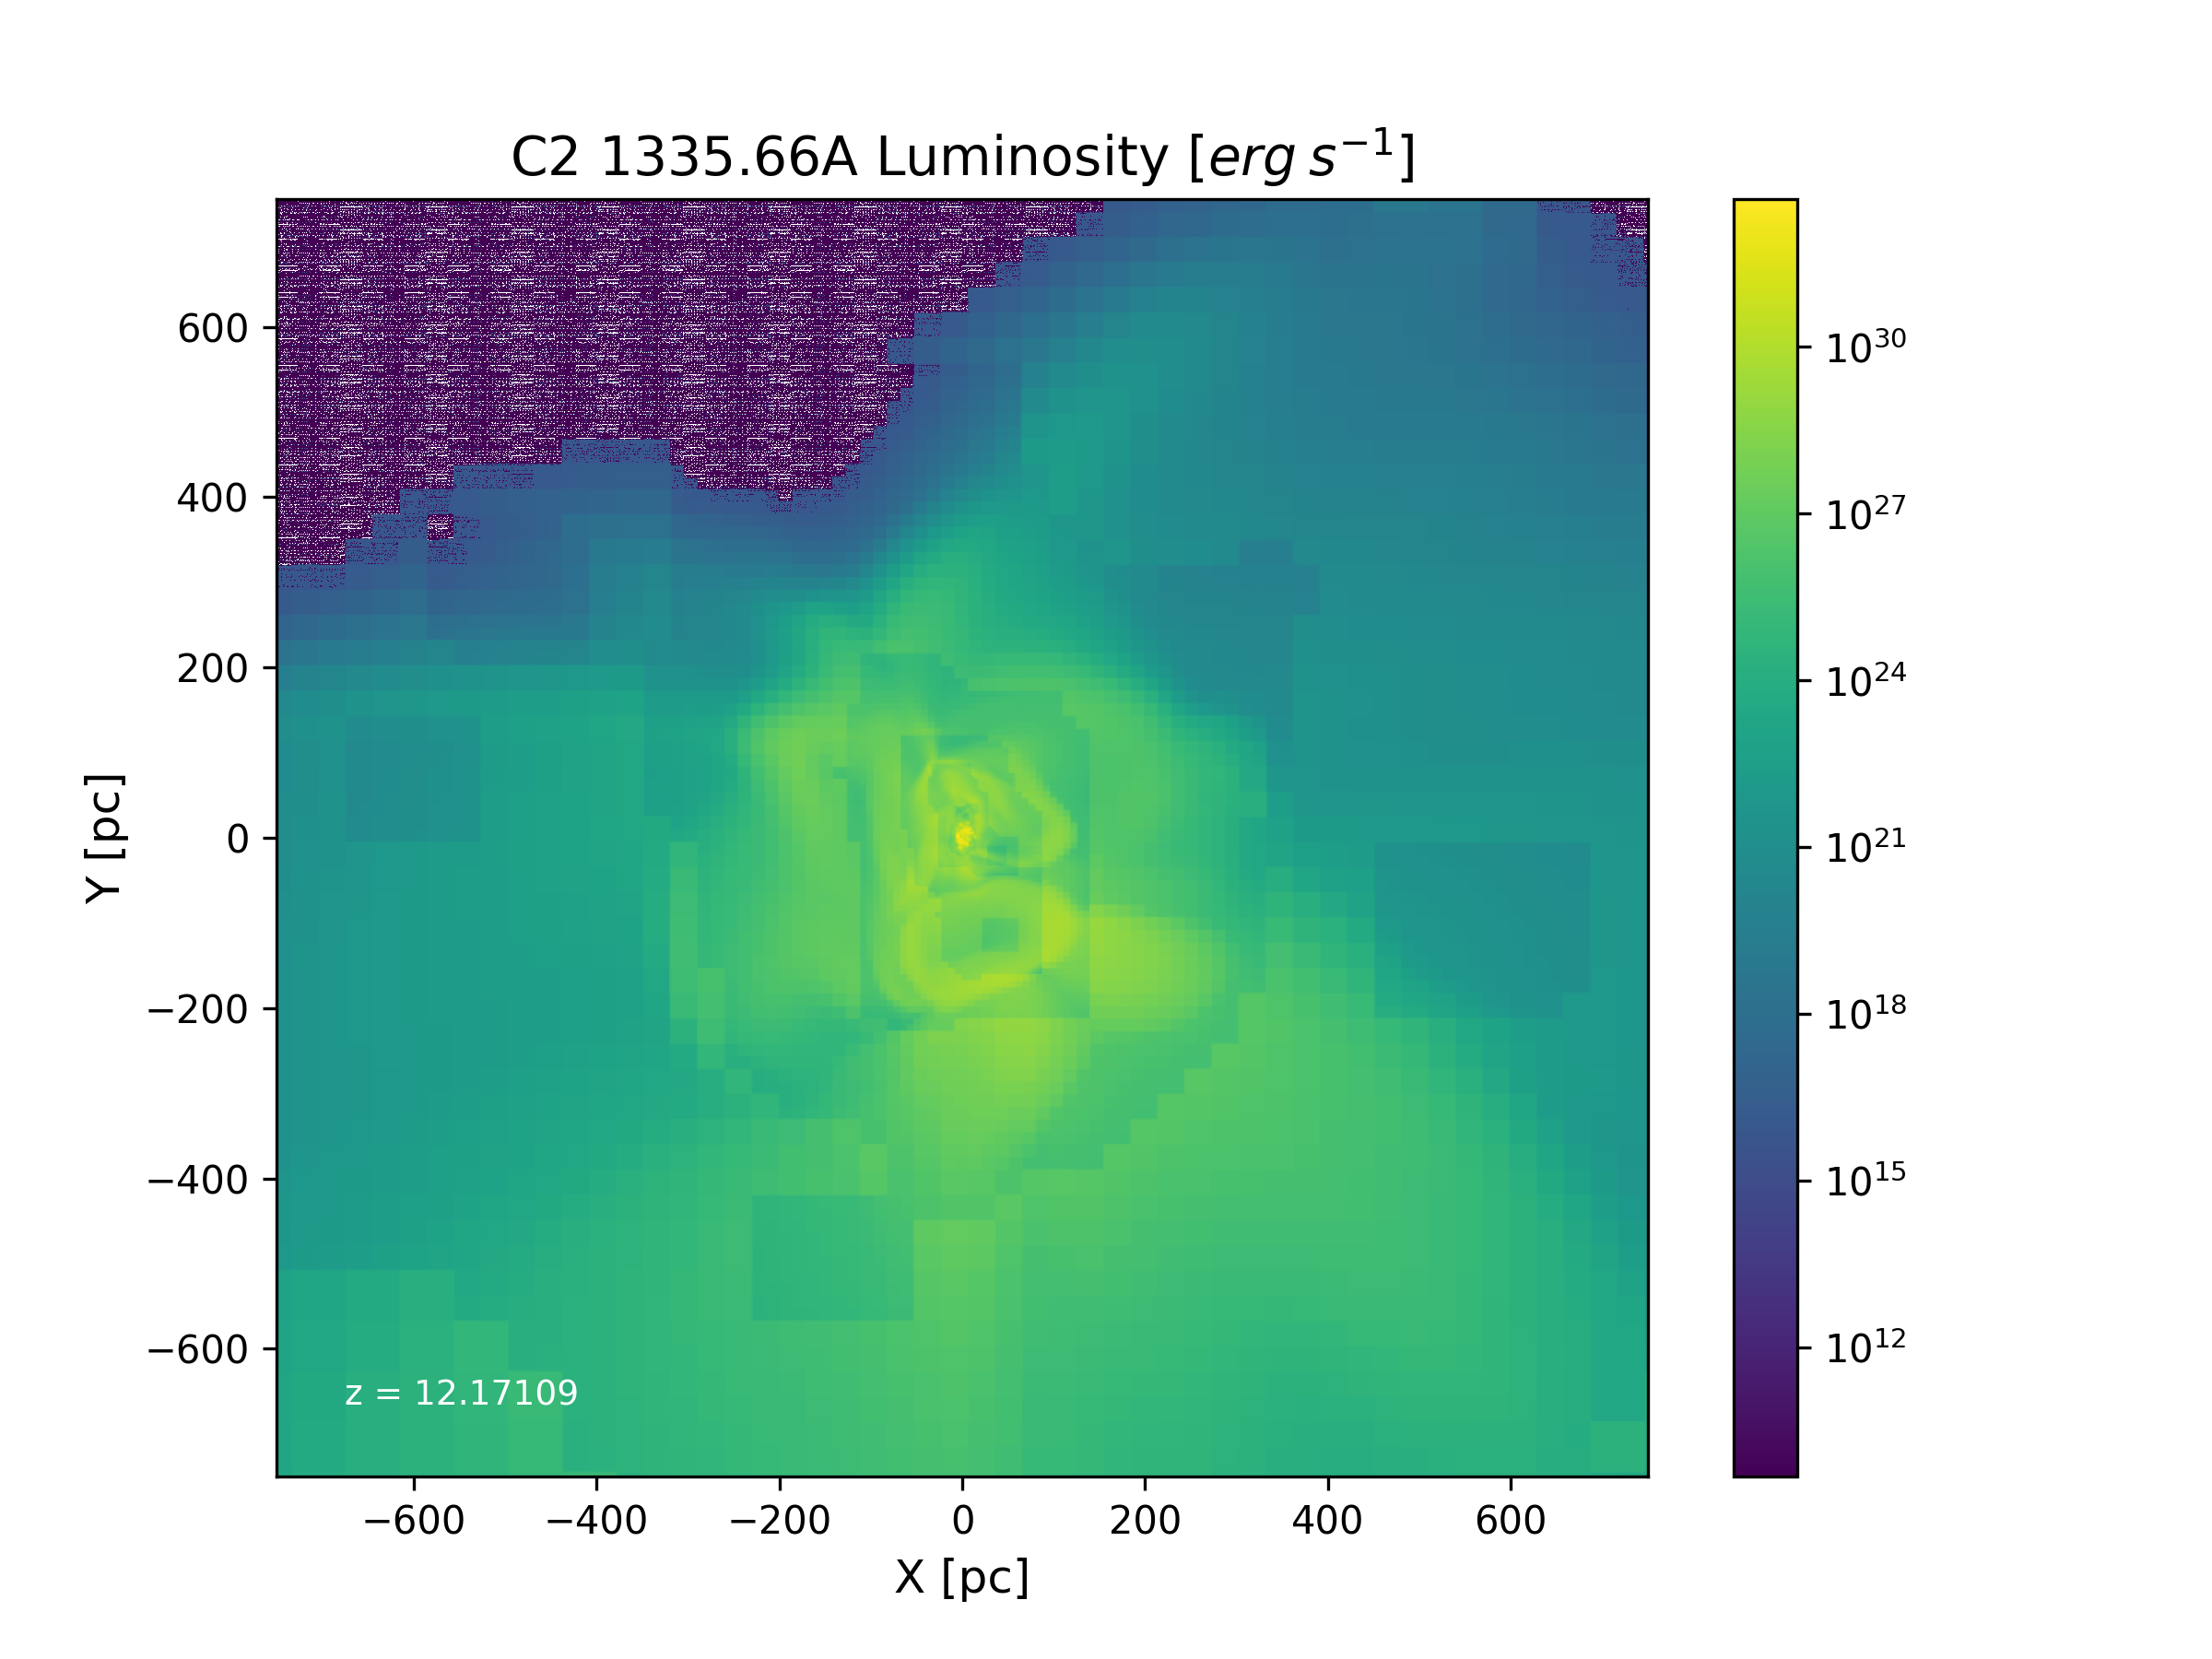 C2 1335.66A Luminosity [erg s⁻¹]
600
400
200
0
−200
−400
−600
Y [pc]
z = 12.17109
−600 −400 −200 0 200 400 600
X [pc]
10³⁰
10²⁷
10²⁴
10²¹
10¹⁸
10¹⁵
10¹²